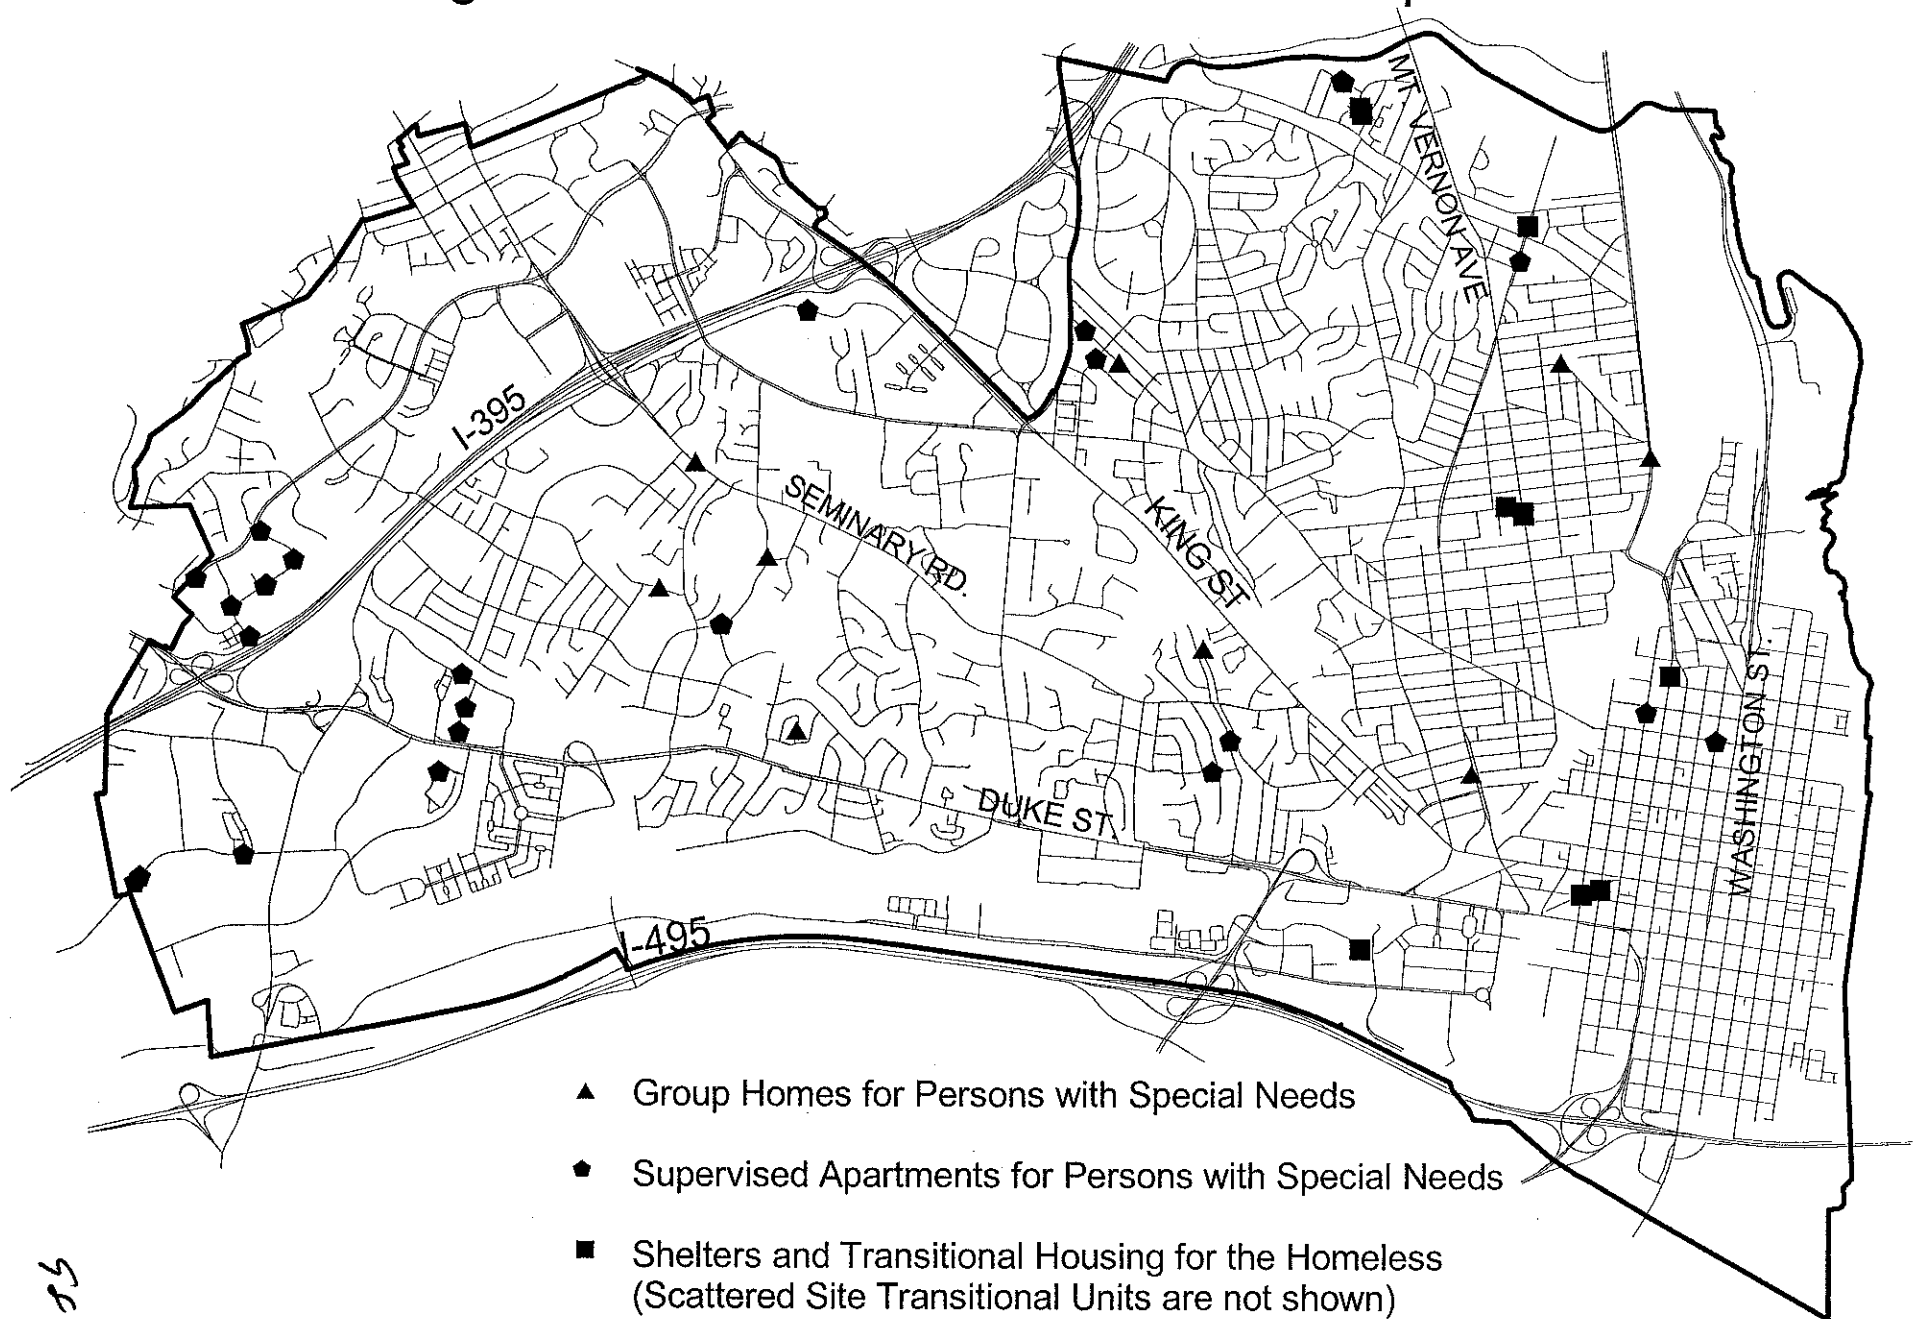 MT. VERNON AVE
I-395
SEMINARY RD.
KING ST
WASHINGTON ST.
DUKE ST.
I-495
Group Homes for Persons with Special Needs
Supervised Apartments for Persons with Special Needs
Shelters and Transitional Housing for the Homeless
(Scattered Site Transitional Units are not shown)